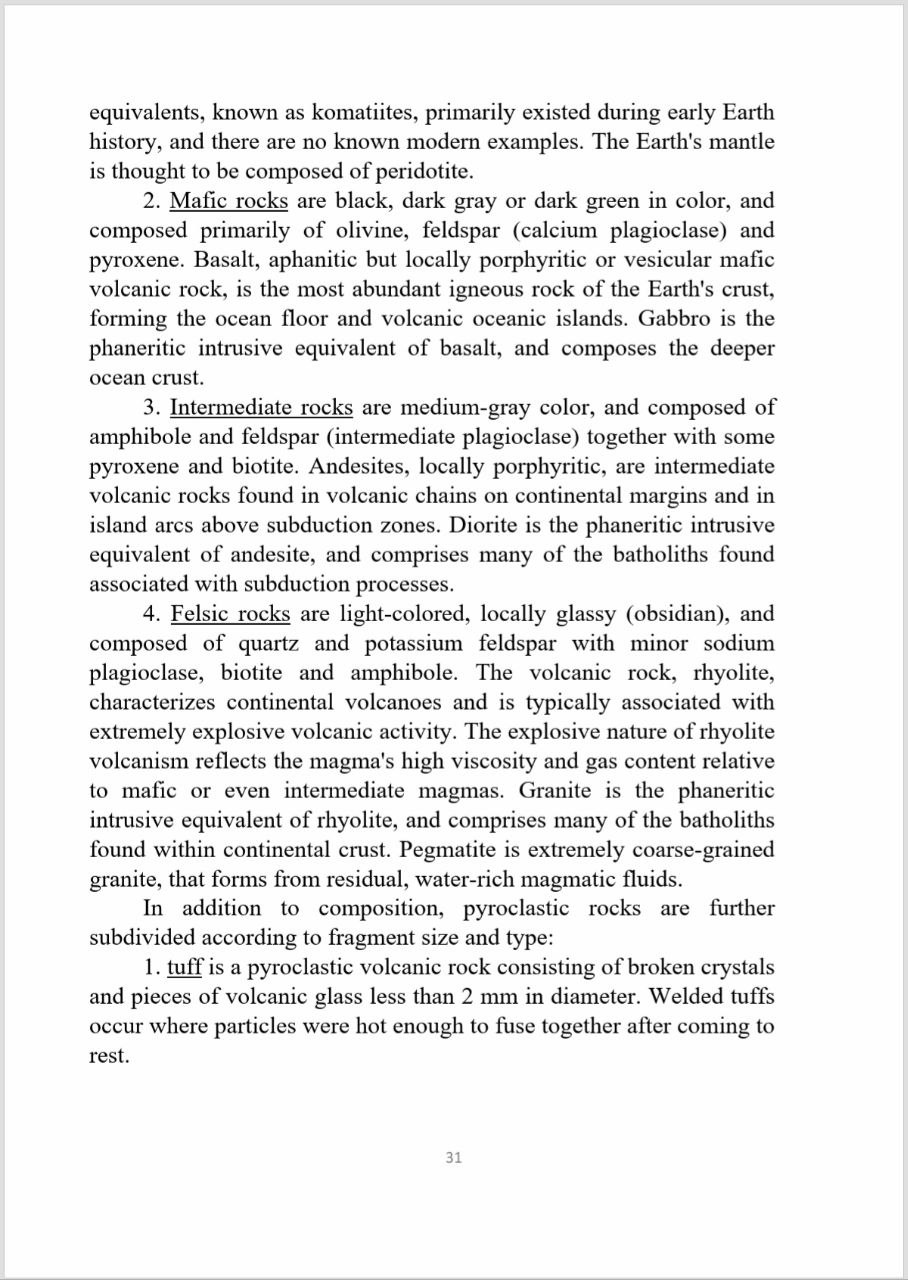 equivalents, known as komatiites, primarily existed during early Earth
history, and there are no known modern examples. The Earth's mantle
is thought to be composed of peridotite.
2. Mafic rocks are black, dark gray or dark green in color, and
composed primarily of olivine, feldspar (calcium plagioclase) and
pyroxene. Basalt, aphanitic but locally porphyritic or vesicular mafic
volcanic rock, is the most abundant igneous rock of the Earth's crust,
forming the ocean floor and volcanic oceanic islands. Gabbro is the
phaneritic intrusive equivalent of basalt, and composes the deeper
ocean crust.
3. Intermediate rocks are medium-gray color, and composed of
amphibole and feldspar (intermediate plagioclase) together with some
pyroxene and biotite. Andesites, locally porphyritic, are intermediate
volcanic rocks found in volcanic chains on continental margins and in
island arcs above subduction zones. Diorite is the phaneritic intrusive
equivalent of andesite, and comprises many of the batholiths found
associated with subduction processes.
4. Felsic rocks are light-colored, locally glassy (obsidian), and
composed of quartz and potassium feldspar with minor sodium
plagioclase, biotite and amphibole. The volcanic rock, rhyolite,
characterizes continental volcanoes and is typically associated with
extremely explosive volcanic activity. The explosive nature of rhyolite
volcanism reflects the magma's high viscosity and gas content relative
to mafic or even intermediate magmas. Granite is the phaneritic
intrusive equivalent of rhyolite, and comprises many of the batholiths
found within continental crust. Pegmatite is extremely coarse-grained
granite, that forms from residual, water-rich magmatic fluids.
In addition to composition, pyroclastic rocks are further
subdivided according to fragment size and type:
1. tuff is a pyroclastic volcanic rock consisting of broken crystals
and pieces of volcanic glass less than 2 mm in diameter. Welded tuffs
occur where particles were hot enough to fuse together after coming to
rest.
31